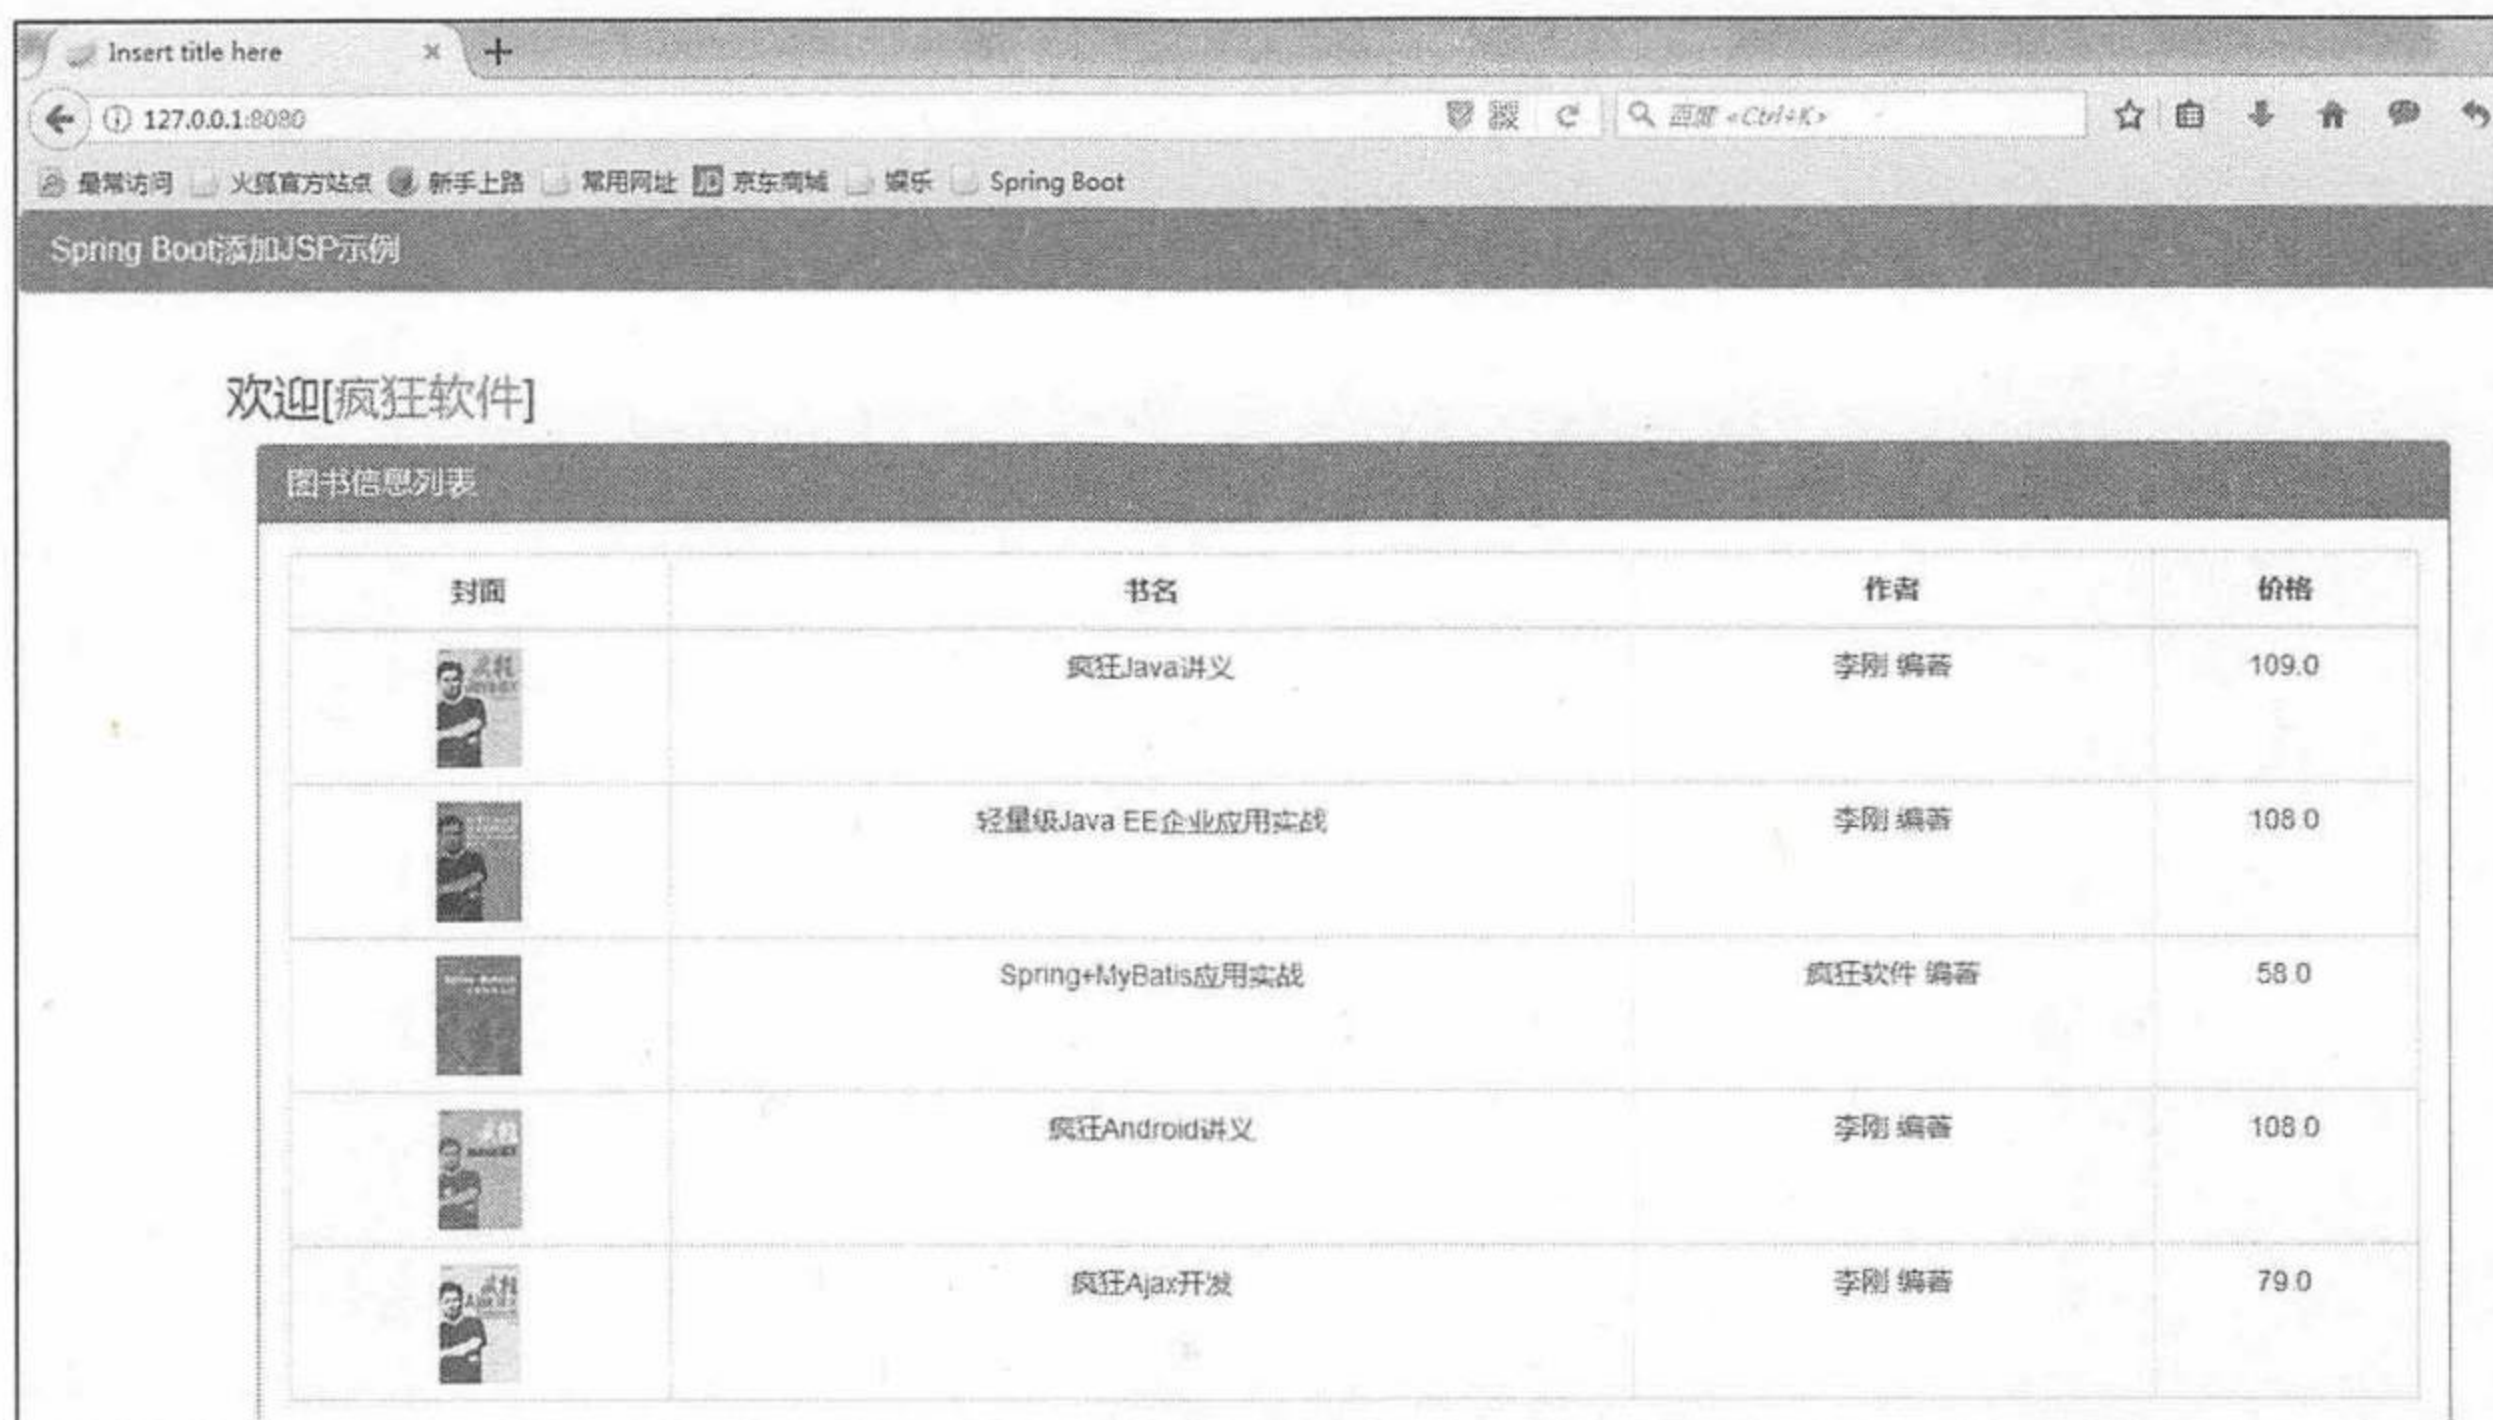 Insert title here
127.0.0.1:8080
百度 <Ctrl+K>
最常访问 火狐官方站点 新手上路 常用网址 JD 京东商城 娱乐 Spring Boot
Spring Boot添加JSP示例
欢迎[疯狂软件]
图书信息列表
封面 书名 作者 价格
疯狂Java讲义 李刚 编著 109.0
轻量级Java EE企业应用实战 李刚 编著 108.0
Spring+MyBatis应用实战 疯狂软件 编著 58.0
疯狂Android讲义 李刚 编著 108.0
疯狂Ajax开发 李刚 编著 79.0